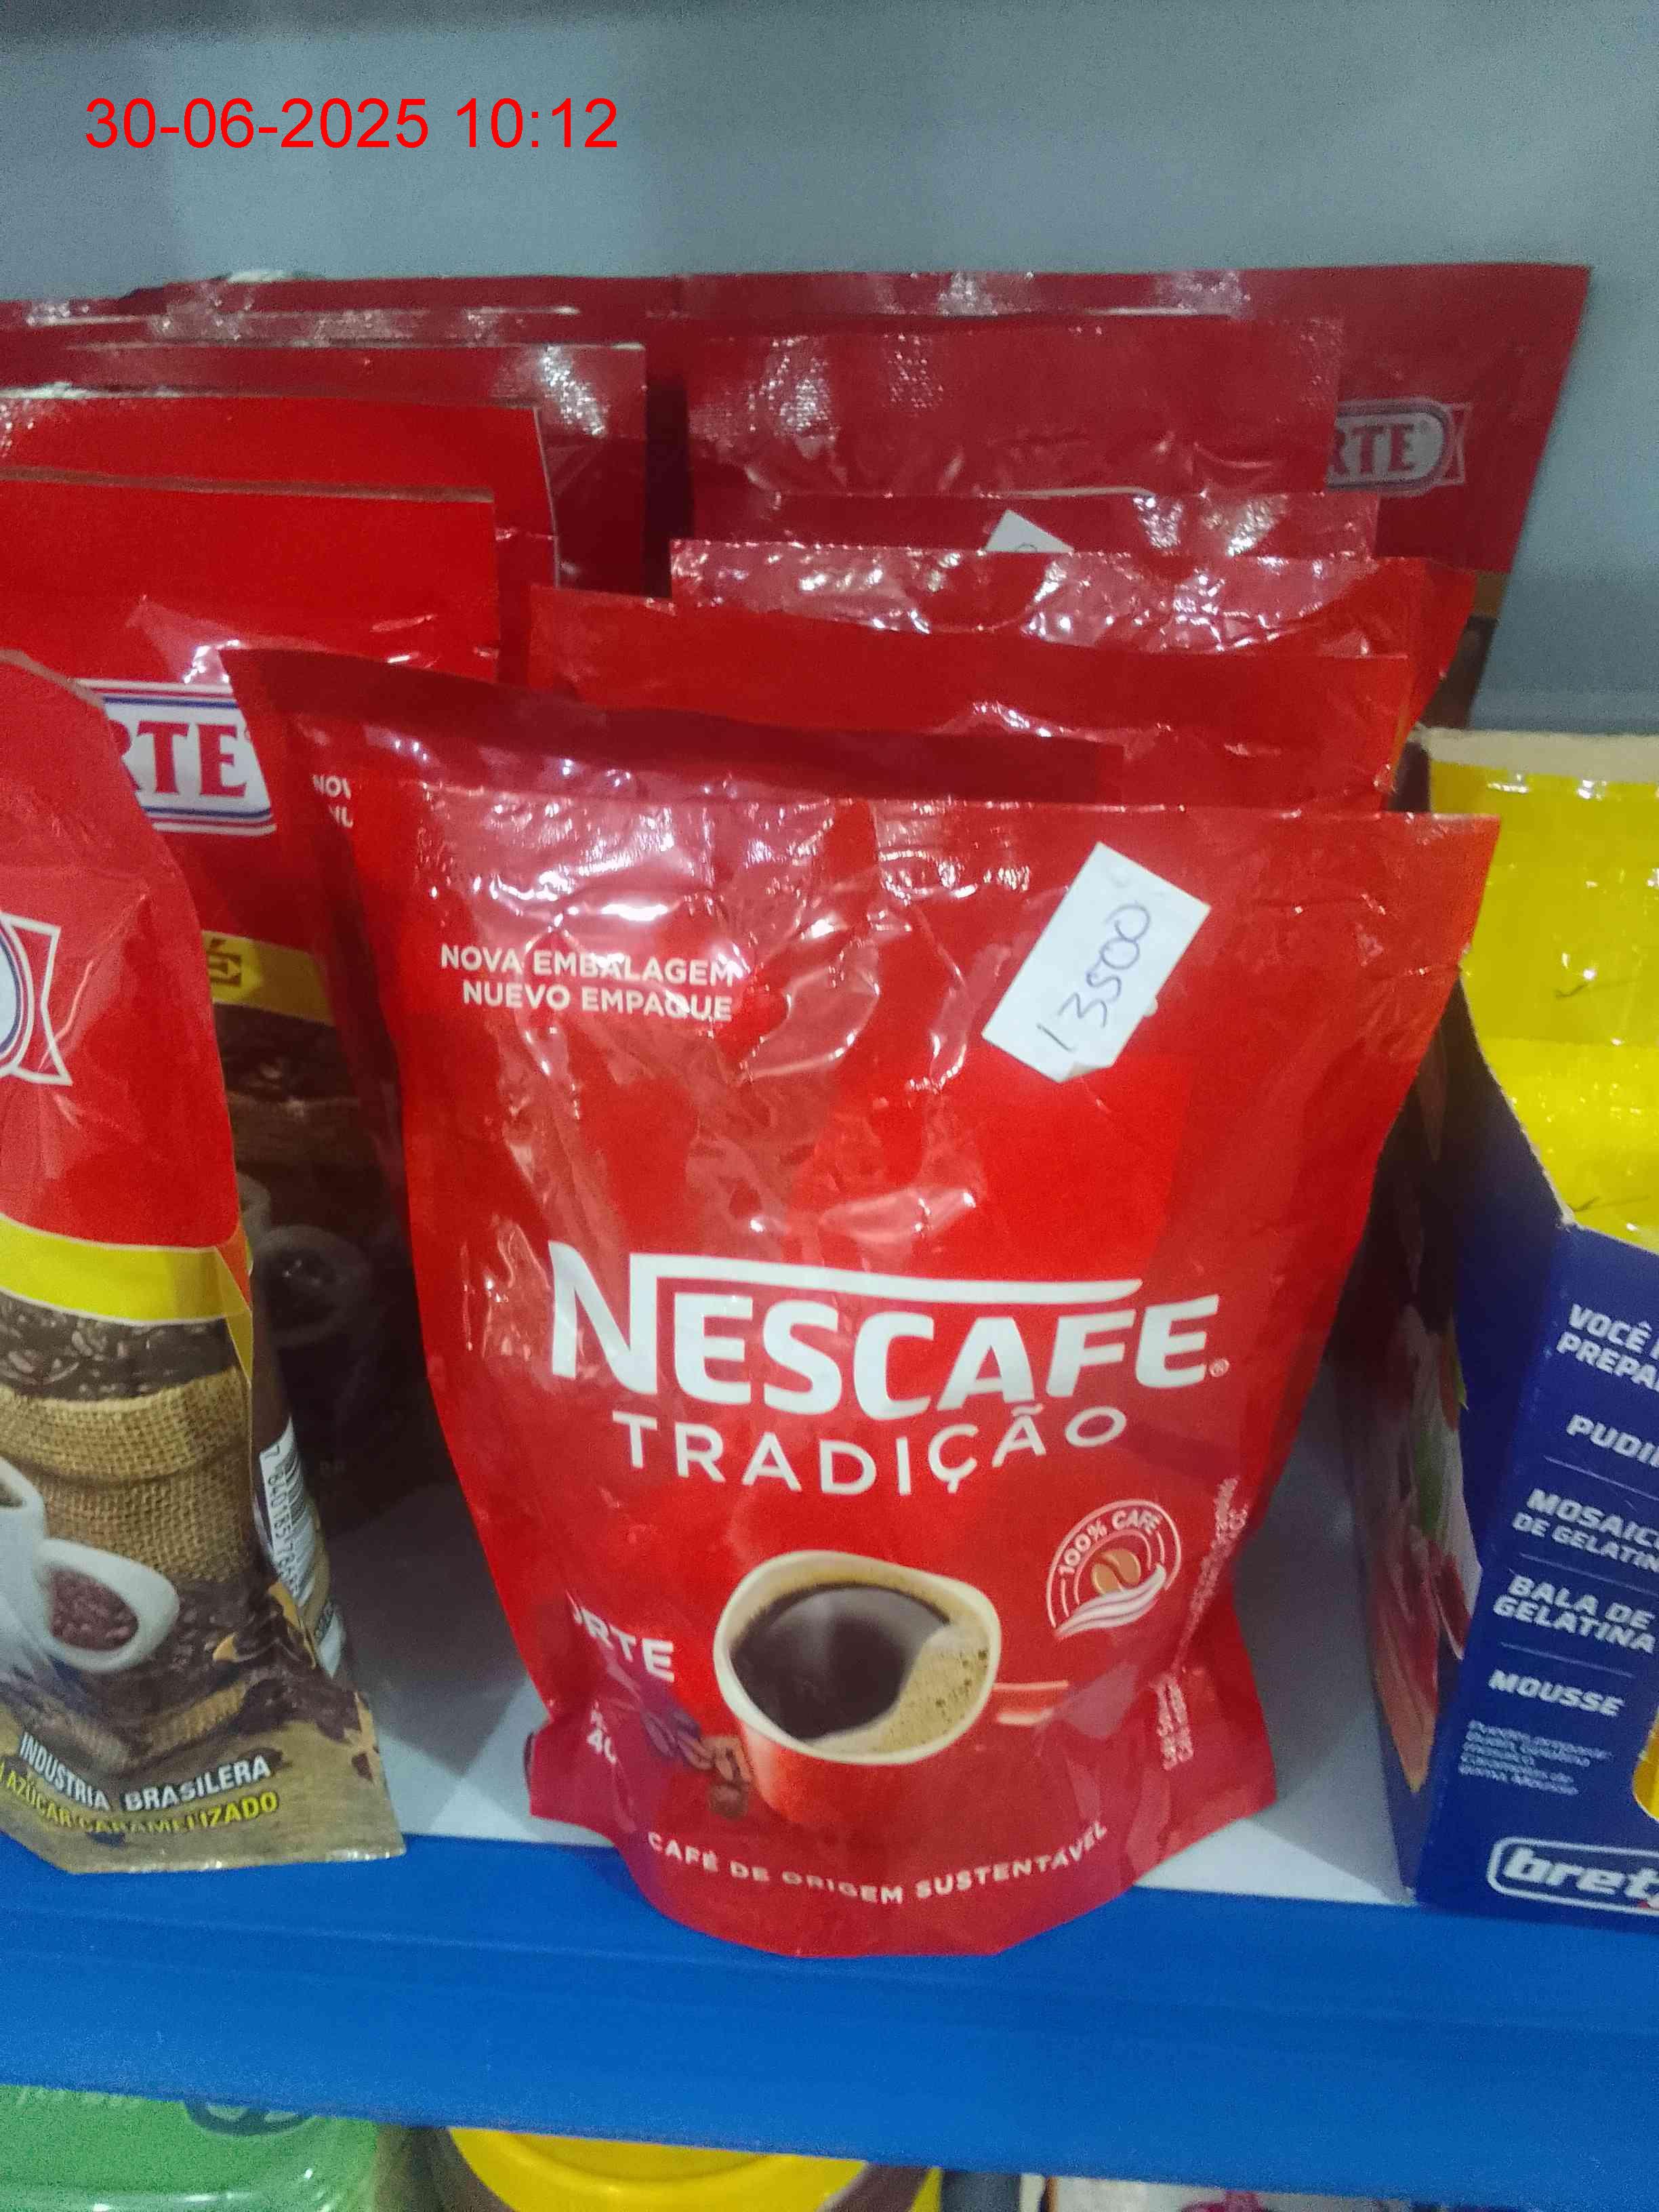 30-06-2025 10:12
RTE
RTE
NOVA EMBALAGEM
NUEVO EMPAQUE
13500
NESCAFE
TRADIÇÃO
100% CAFÉ
CAFÉ DE ORIGEM SUSTENTÁVEL
INDUSTRIA BRASILERA
AZÚCAR CARAMELIZADO
VOCÊ
PREPA
PUDI
MOSAIC
DE GELATIN
BALA DE
GELATINA
MOUSSE
bret